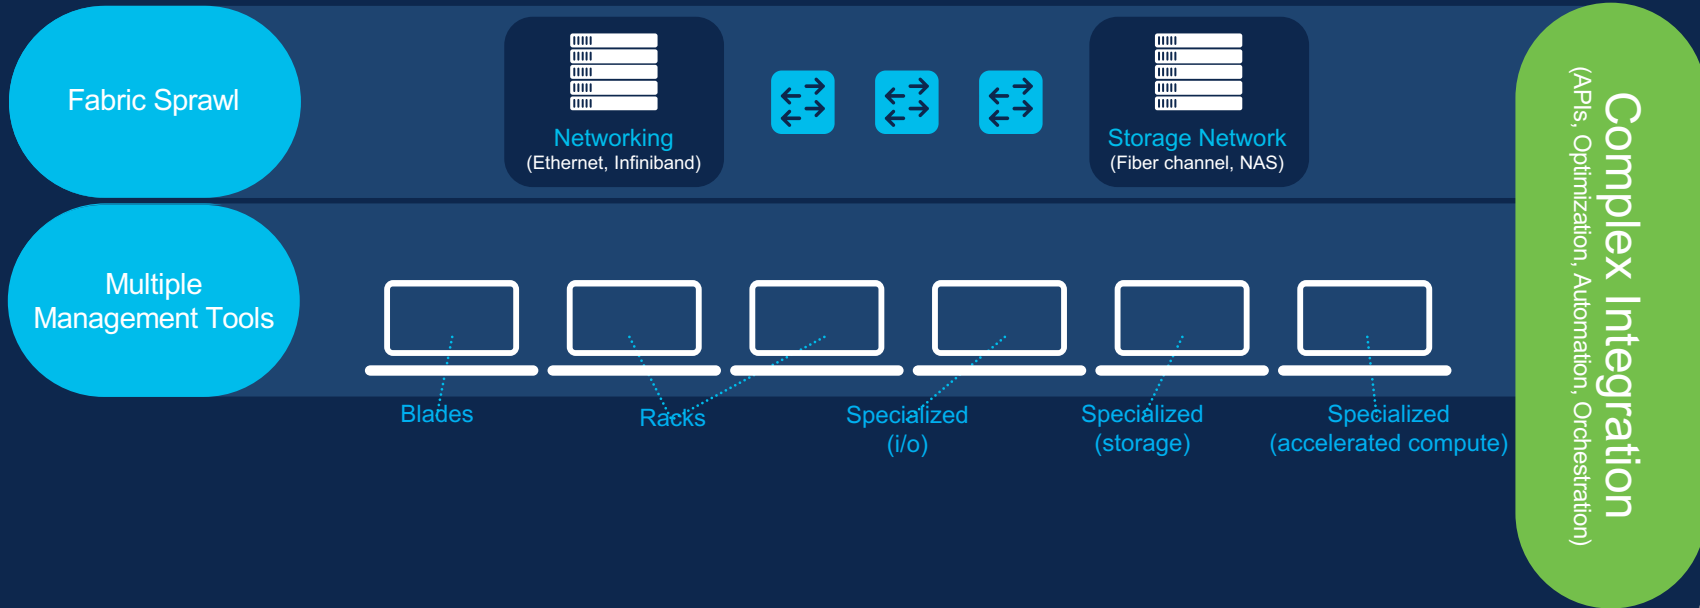 Fabric Sprawl
Networking
(Ethernet, Infiniband)
Storage Network
(Fiber channel, NAS)
Multiple
Management Tools
Blades
Racks
Specialized
(i/o)
Specialized
(storage)
Specialized
(accelerated compute)
Complex Integration
(APIs, Optimization, Automation, Orchestration)